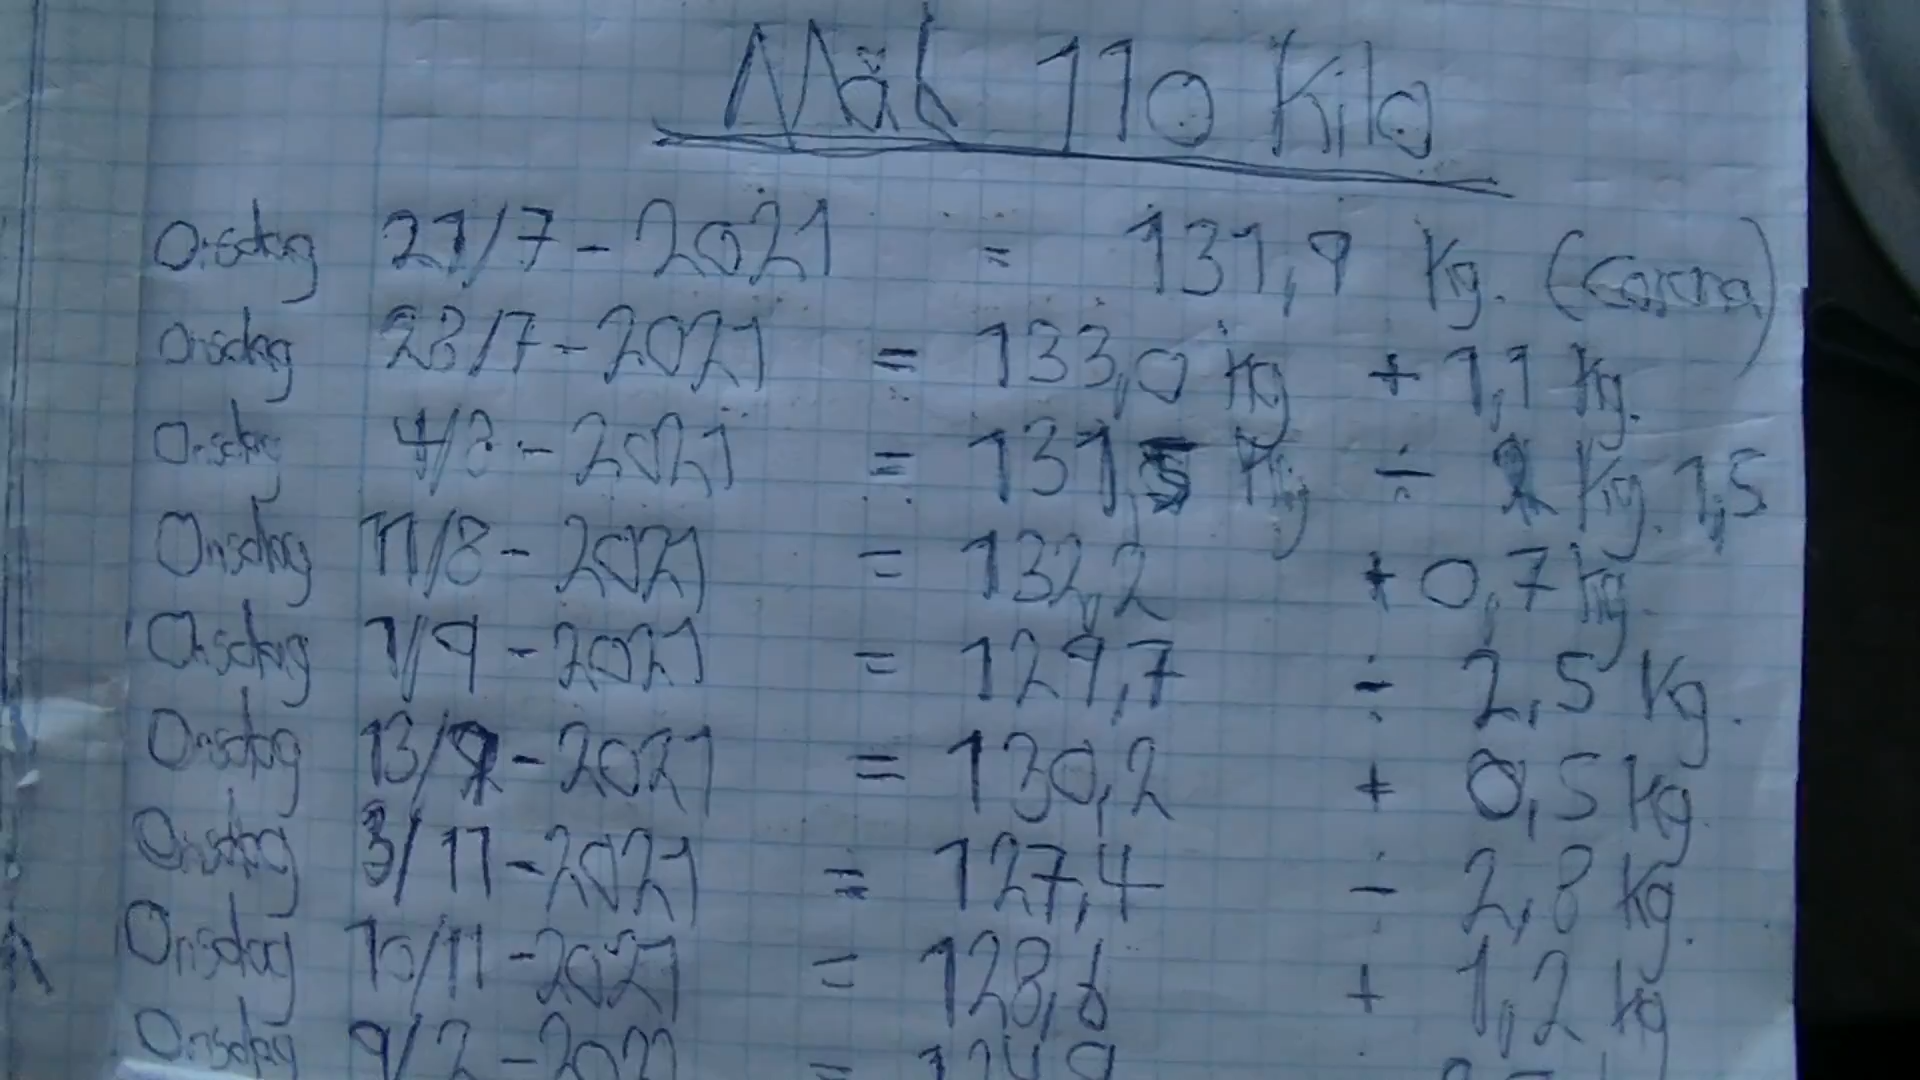 Mål 110 Kilo
Onsdag 21/7 - 2021 = 131,9 Kg. (Corona)
Onsdag 28/7 - 2021 = 133,0 kg + 1,1 Kg.
Onsdag 4/8 - 2021 = 131,5 Kg ÷ Kg. 1,5
Onsdag 11/8 - 2021 = 132,2 + 0,7 kg.
Onsdag 1/9 - 2021 = 129,7 ÷ 2,5 Kg.
Onsdag 13/ - 2021 = 130,2 + 0,5 kg.
Onsdag 3/11 - 2021 = 127,4 ÷ 2,8 kg.
Onsdag 10/11 - 2021 = 128,6 + 1,2 kg
Onsdag 9/2 - 2022 =